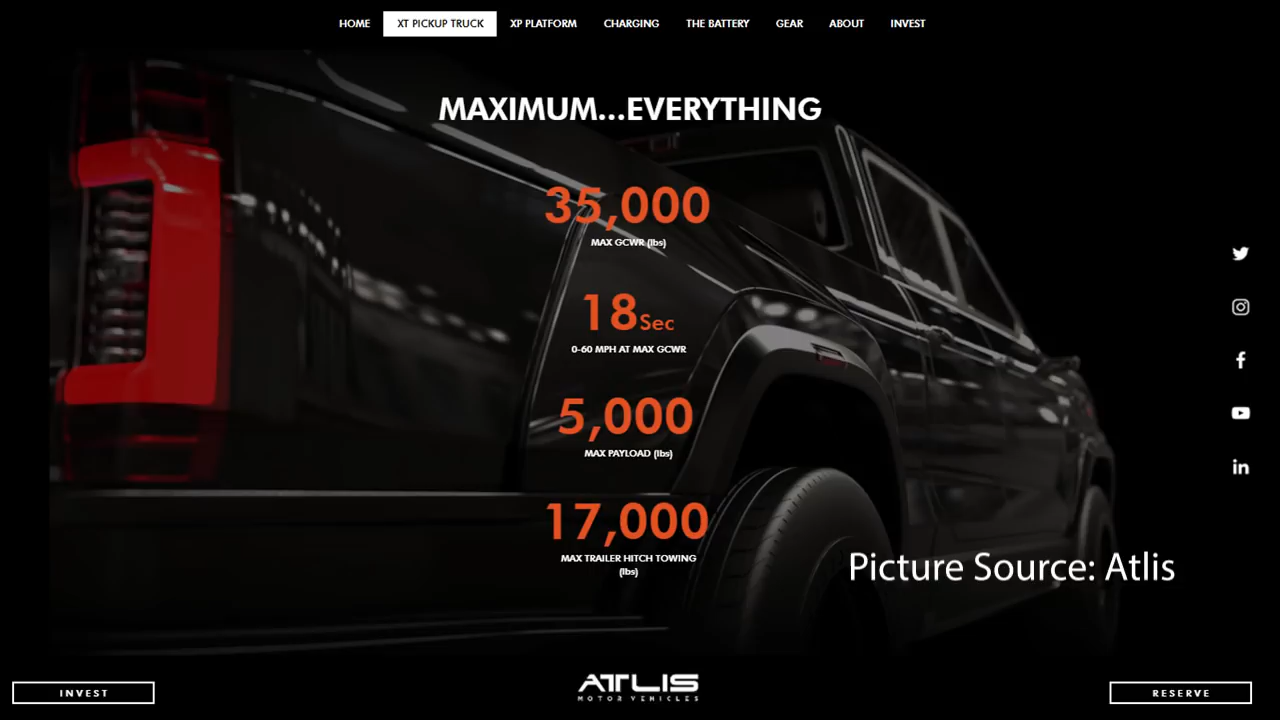 HOME XT PICKUP TRUCK XP PLATFORM CHARGING THE BATTERY GEAR ABOUT INVEST
MAXIMUM...EVERYTHING
35,000
MAX GCWR (lbs)
18Sec
0-60 MPH AT MAX GCWR
5,000
MAX PAYLOAD (lbs)
17,000
MAX TRAILER HITCH TOWING
(lbs)
Picture Source: Atlis
INVEST
ATLIS
MOTOR VEHICLES
RESERVE